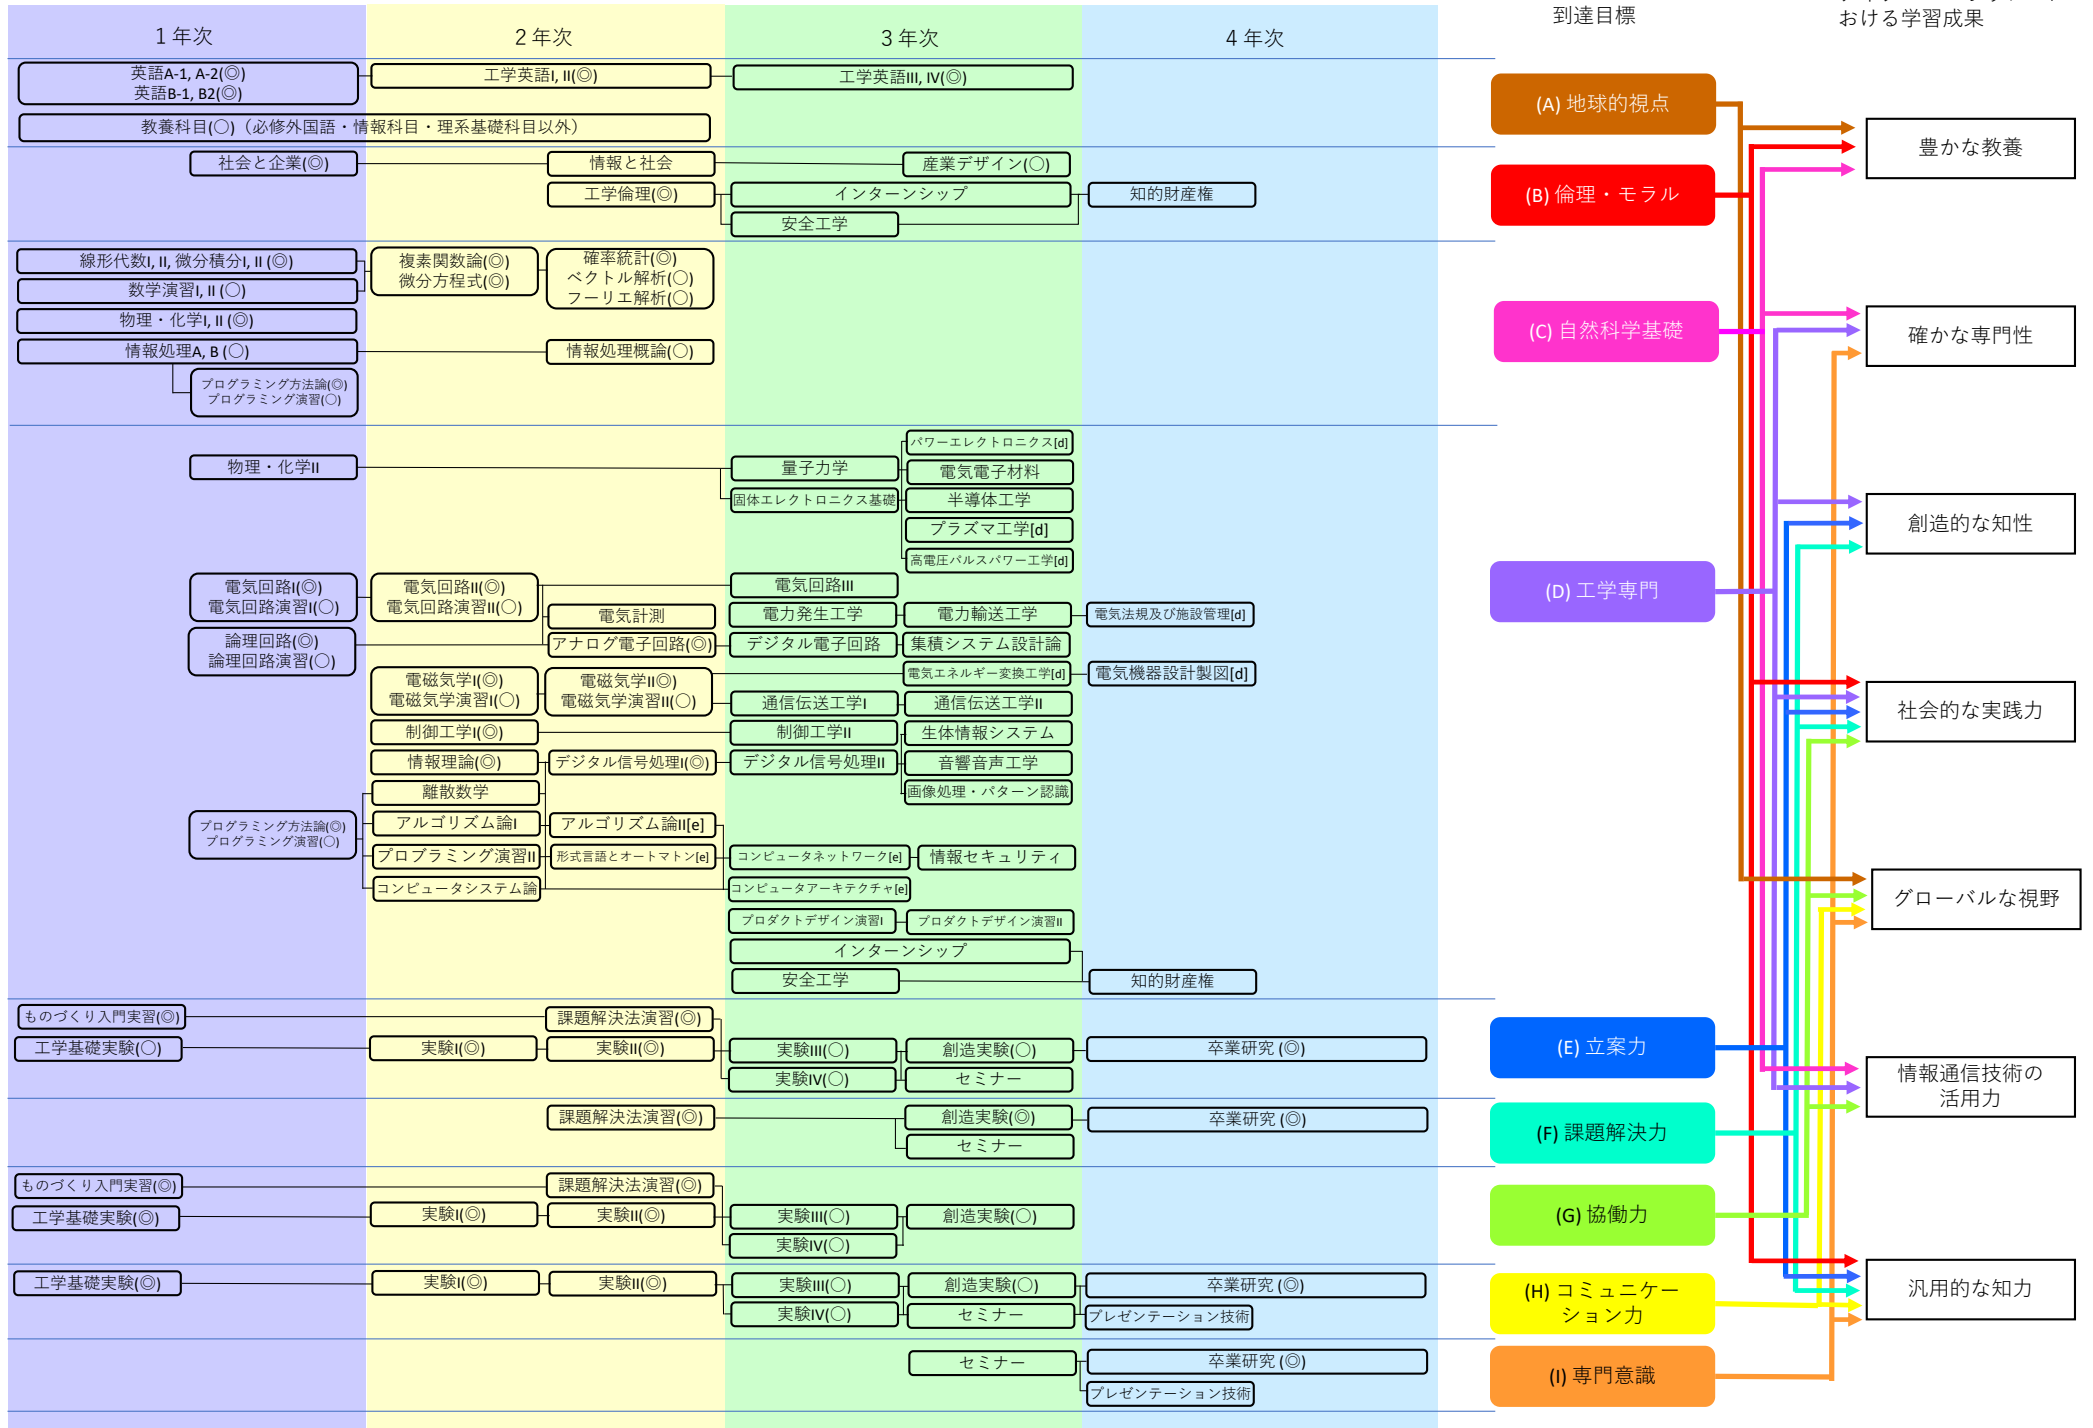 到達目標
おける学習成果
1年次
2年次
3年次
4年次
英語A-1, A-2(◎)
英語B-1, B2(◎)
工学英語I, II(◎)
工学英語III, IV(◎)
教養科目(〇)（必修外国語・情報科目・理系基礎科目以外）
(A) 地球的視点
豊かな教養
社会と企業(◎)
情報と社会
産業デザイン(〇)
工学倫理(◎)
インターンシップ
知的財産権
安全工学
(B) 倫理・モラル
線形代数I, II, 微分積分I, II (◎)
数学演習I, II (〇)
物理・化学I, II (◎)
情報処理A, B (〇)
プログラミング方法論(◎)
プログラミング演習(〇)
複素関数論(◎)
微分方程式(◎)
確率統計(◎)
ベクトル解析(〇)
フーリエ解析(〇)
情報処理概論(〇)
(C) 自然科学基礎
確かな専門性
物理・化学II
量子力学
固体エレクトロニクス基礎
パワーエレクトロニクス[d]
電気電子材料
半導体工学
プラズマ工学[d]
高電圧パルスパワー工学[d]
創造的な知性
電気回路I(◎)
電気回路演習I(〇)
電気回路II(◎)
電気回路演習II(〇)
電気回路III
電気計測
電力発生工学
電力輸送工学
電気法規及び施設管理[d]
(D) 工学専門
論理回路(◎)
論理回路演習(〇)
アナログ電子回路(◎)
デジタル電子回路
集積システム設計論
電磁気学I(◎)
電磁気学演習I(〇)
電磁気学II(◎)
電磁気学演習II(〇)
電気エネルギー変換工学[d]
電気機器設計製図[d]
通信伝送工学I
通信伝送工学II
社会的な実践力
制御工学I(◎)
制御工学II
生体情報システム
情報理論(◎)
デジタル信号処理I(◎)
デジタル信号処理II
音響音声工学
離散数学
画像処理・パターン認識
プログラミング方法論(◎)
プログラミング演習(〇)
アルゴリズム論I
アルゴリズム論II[e]
プロブラミング演習II
形式言語とオートマトン[e]
コンピュータネットワーク[e]
情報セキュリティ
コンピュータシステム論
コンピュータアーキテクチャ[e]
グローバルな視野
プロダクトデザイン演習I
プロダクトデザイン演習II
インターンシップ
安全工学
知的財産権
ものづくり入門実習(◎)
課題解決法演習(◎)
工学基礎実験(〇)
実験I(◎)
実験II(◎)
実験III(〇)
創造実験(〇)
卒業研究 (◎)
実験IV(〇)
セミナー
(E) 立案力
情報通信技術の
活用力
課題解決法演習(◎)
創造実験(◎)
卒業研究 (◎)
セミナー
(F) 課題解決力
ものづくり入門実習(◎)
課題解決法演習(◎)
工学基礎実験(◎)
実験I(◎)
実験II(◎)
実験III(〇)
創造実験(〇)
実験IV(〇)
(G) 協働力
工学基礎実験(◎)
実験I(◎)
実験II(◎)
実験III(〇)
創造実験(〇)
卒業研究 (◎)
実験IV(〇)
セミナー
プレゼンテーション技術
(H) コミュニケー
ション力
汎用的な知力
セミナー
卒業研究 (◎)
プレゼンテーション技術
(I) 専門意識